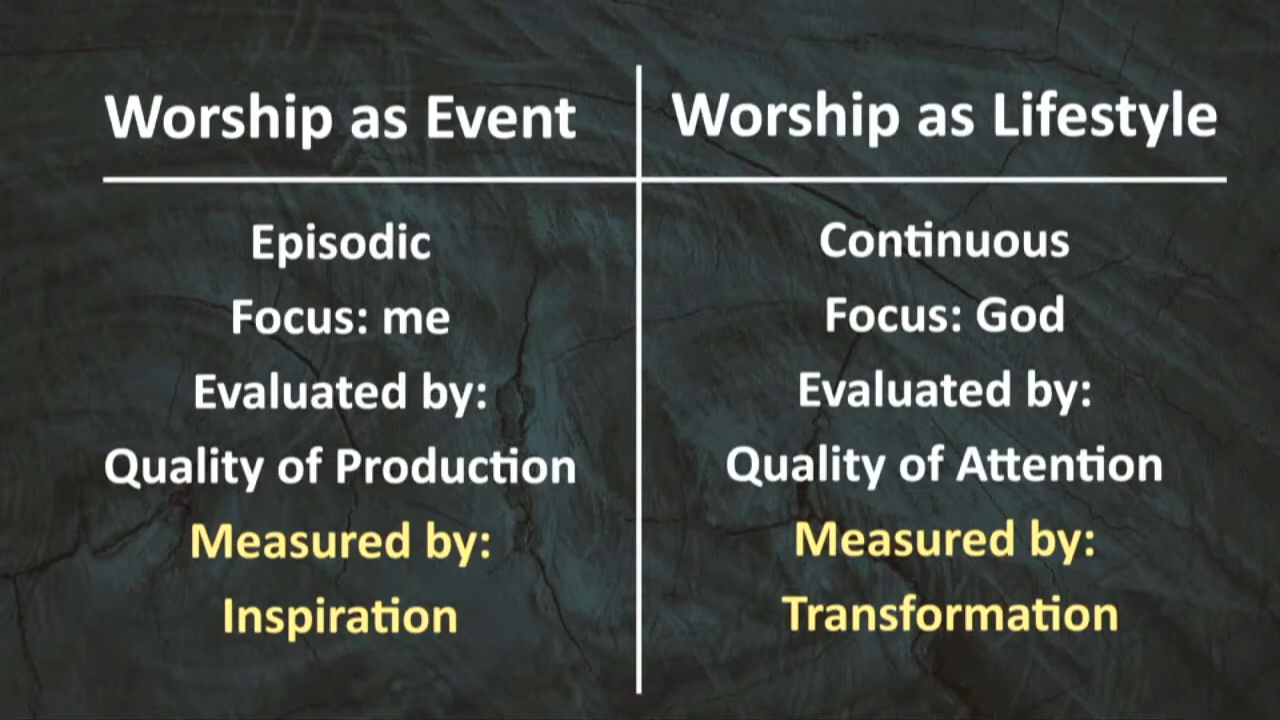 Worship as Event
Episodic
Focus: me
Evaluated by:
Quality of Production
Measured by:
Inspiration
Worship as Lifestyle
Continuous
Focus: God
Evaluated by:
Quality of Attention
Measured by:
Transformation